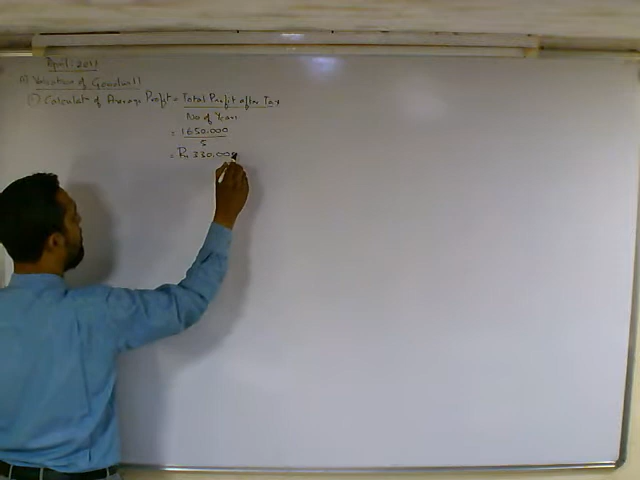 April 2011
A) Valuation of Goodwill
(i) Calculatn of Average Profit = Total Profit after Tax
No of Years
= 1650,000
5
= Rs 330,000